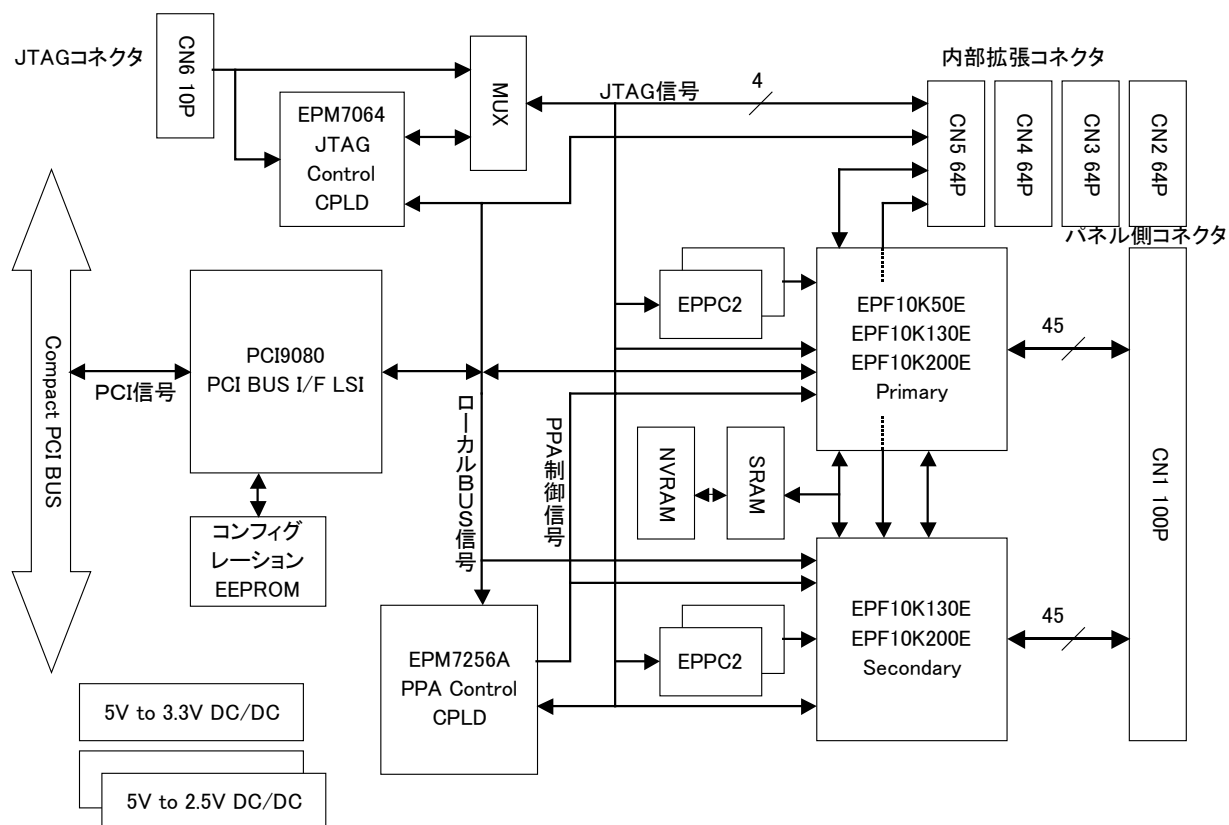 JTAGコネクタ
CN6 10P
MUX
JTAG信号
4
内部拡張コネクタ
CN5 64P
CN4 64P
CN3 64P
CN2 64P
EPM7064
JTAG
Control
CPLD
パネル側コネクタ
Compact PCI BUS
PCI信号
PCI9080
PCI BUS I/F LSI
コンフィグ
レーション
EEPROM
ローカルBUS信号
PPA制御信号
EPPC2
EPF10K50E
EPF10K130E
EPF10K200E
Primary
45
CN1 100P
NVRAM
SRAM
EPM7256A
PPA Control
CPLD
EPPC2
EPF10K130E
EPF10K200E
Secondary
45
5V to 3.3V DC/DC
5V to 2.5V DC/DC